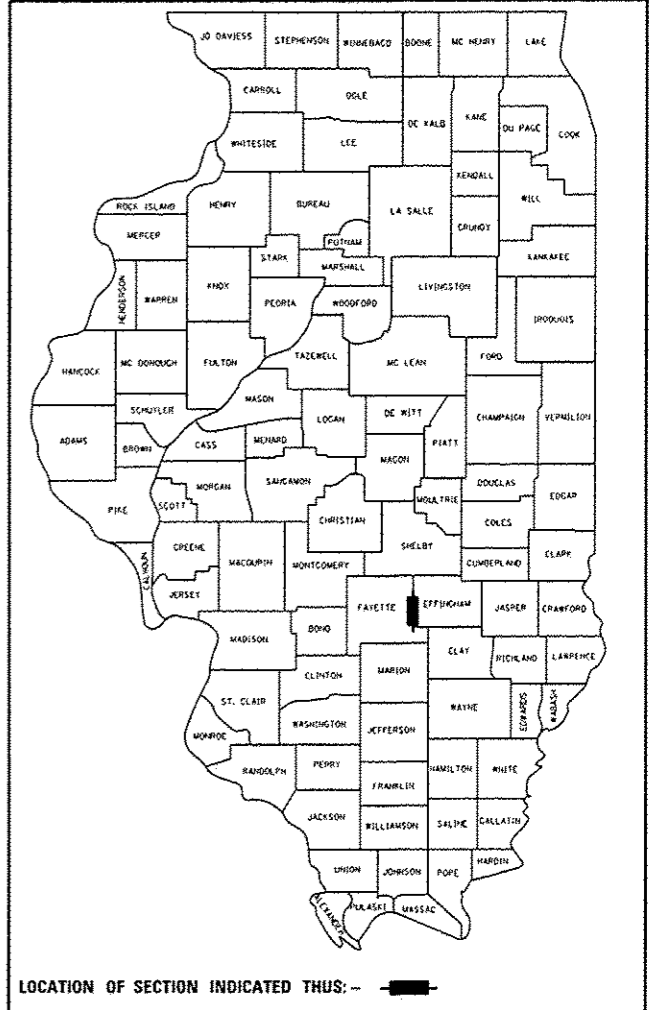 JO DAVIESS STEPHENSON WINNEBAGO BOONE MC HENRY LAKE
CARROLL OGLE DE KALB KANE DU PAGE COOK
WHITESIDE LEE
KENDALL WILL
ROCK ISLAND HENRY BUREAU LA SALLE GRUNDY
MERCER PUTNAM KANKAKEE
STARK MARSHALL
HENDERSON WARREN KNOX PEORIA WOODFORD LIVINGSTON IROQUOIS
HANCOCK MC DONOUGH FULTON TAZEWELL MC LEAN FORD
MASON
SCHUYLER LOGAN DE WITT CHAMPAIGN VERMILION
ADAMS BROWN CASS MENARD PIATT
MACON
MORGAN SANGAMON DOUGLAS
PIKE SCOTT CHRISTIAN MOULTRIE EDGAR
COLES
GREENE MACOUPIN MONTGOMERY SHELBY CUMBERLAND CLARK
CALHOUN
JERSEY FAYETTE EFFINGHAM JASPER CRAWFORD
MADISON BOND
CLAY RICHLAND LAWRENCE
CLINTON MARION
ST. CLAIR WAYNE EDWARDS WABASH
MONROE WASHINGTON JEFFERSON
RANDOLPH PERRY HAMILTON WHITE
FRANKLIN
JACKSON WILLIAMSON SALINE GALLATIN
UNION JOHNSON POPE HARDIN
ALEXANDER PULASKI MASSAC
LOCATION OF SECTION INDICATED THUS:-